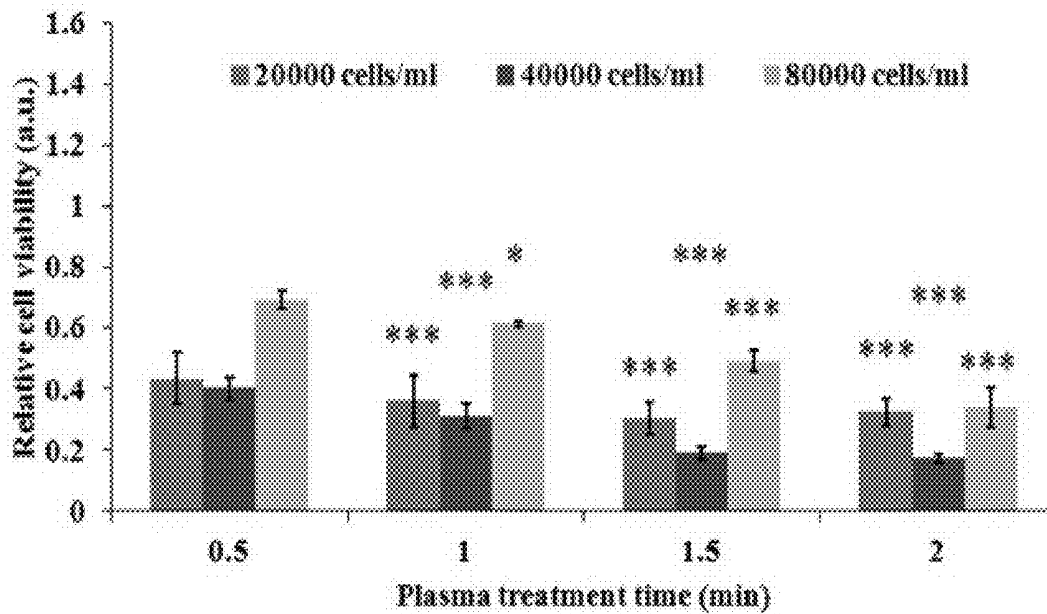 1.6
1.4
1.2
1
0.8
0.6
0.4
0.2
0
Relative cell viability (a.u.)
20000 cells/ml 40000 cells/ml 80000 cells/ml
*** *** *
*** *** ***
*** *** ***
0.5 1 1.5 2
Plasma treatment time (min)